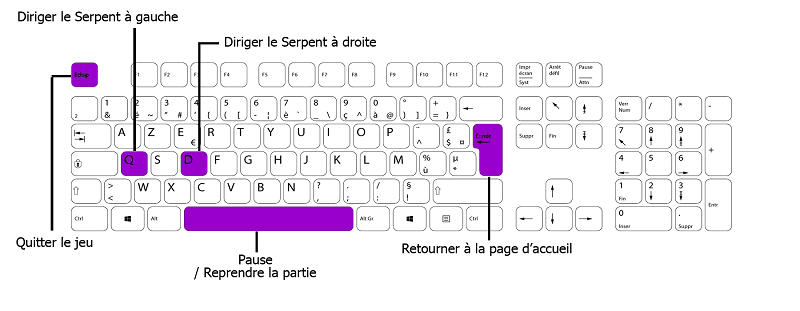 Diriger le Serpent à gauche
Diriger le Serpent à droite
Echap F1 F2 F3 F4 F5 F6 F7 F8 F9 F10 F11 F12
Impr écran Syst
Arrêt défil
Pause Attn
2 1 & 2 é ~ 3 " # 4 ' { 5 ( [ 6 - ¦ 7 è ` 8 _ \ 9 ç ^ 0 à @ ° ) ] + = } ←
Inser ↖ ⇞
Verr Num / * -
A Z E € R T Y U I O P ¨ ^ £ $ ¤ Entrée ←
Suppr Fin ⇟
7 ↖ 8 ↑ 9 ⇞ +
Q S D F G H J K L M % ù µ *
4 ← 5 6 →
⇧ > < W X C V B N ? , . ; / : § ! ⇧
↑
1 Fin 2 ↓ 3 ⇟ Entr
Ctrl Alt Alt Gr Ctrl
← ↓ →
0 Inser . Suppr
Quitter le jeu
Pause
/ Reprendre la partie
Retourner à la page d’accueil